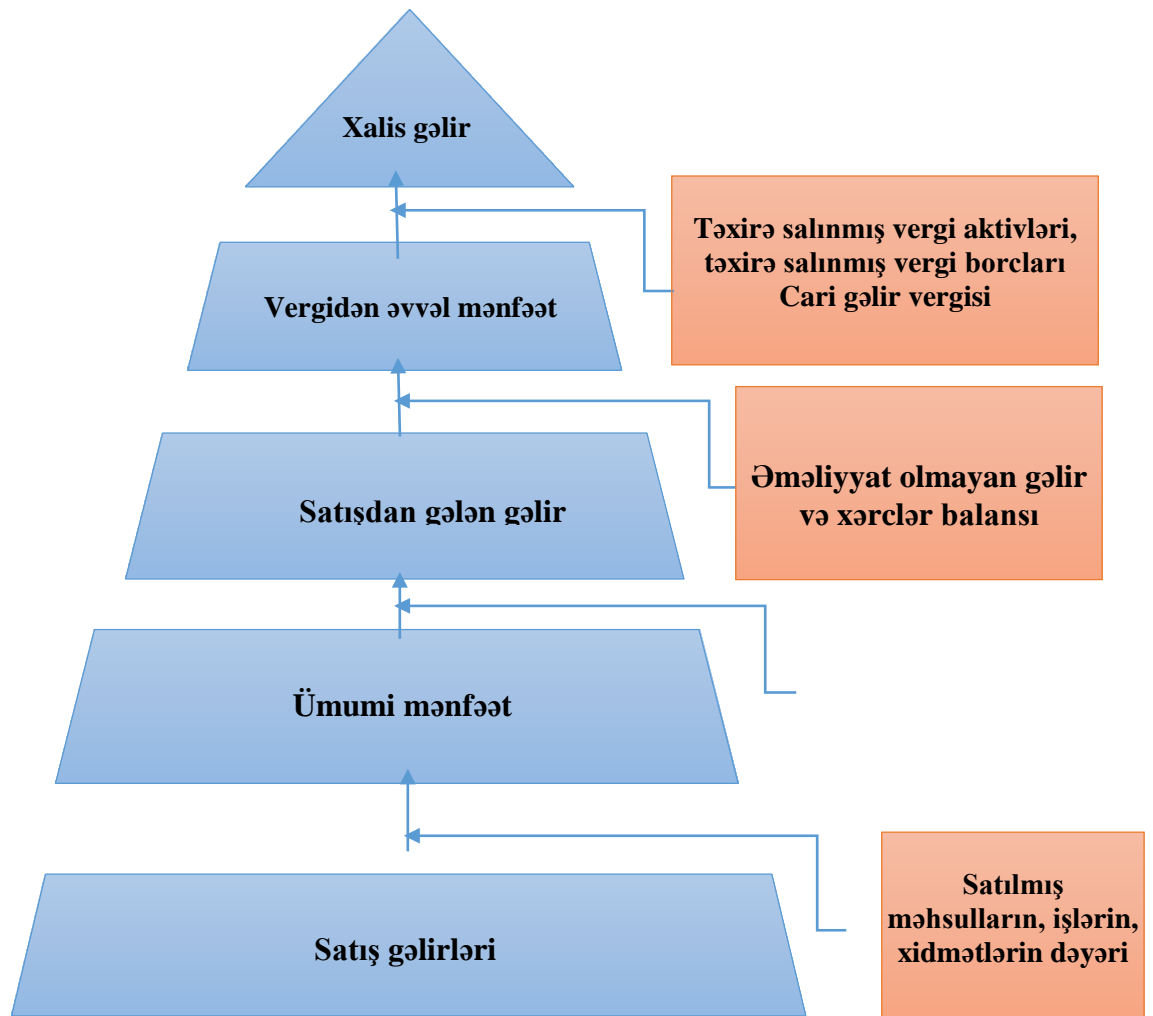 Xalis gəlir
Təxirə salınmış vergi aktivləri,
təxirə salınmış vergi borcları
Cari gəlir vergisi
Vergidən əvvəl mənfəət
Əməliyyat olmayan gəlir
və xərclər balansı
Satışdan gələn gəlir
Ümumi mənfəət
Satılmış
məhsulların, işlərin,
xidmətlərin dəyəri
Satış gəlirləri